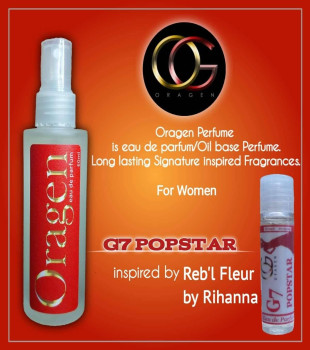 OG
ORAGEN
Oragen Perfume
is eau de parfum/Oil base Perfume.
Long lasting Signature inspired Fragrances.
For Women
G7 POPSTAR
inspired by Reb'l Fleur
by Rihanna
Oragen
eau de parfum
OG
G7
POPSTAR